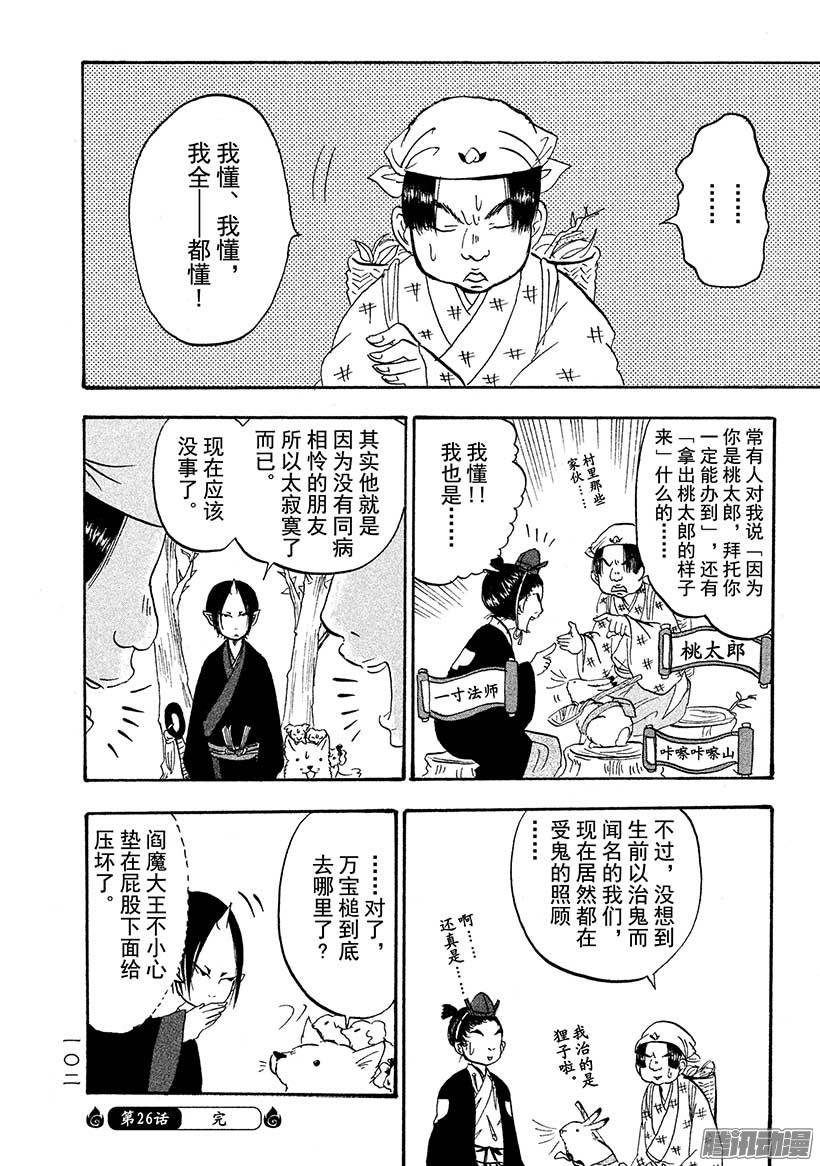 ……
……
我懂、我懂，
我全——都懂！
常有人对我说「因为
你是桃太郎，拜托你
一定能办到」，还有
「拿出桃太郎的样子
来」什么的……
村里那些
家伙……
我懂!!
我也是……
桃太郎
一寸法师
咔嚓咔嚓山
其实他就是
因为没有同病
相怜的朋友
所以太寂寞了
而已。
现在应该
没事了。
不过，没想到
生前以治鬼而
闻名的我们，
现在居然都在
受鬼的照顾
……
啊……
还真是……
我治的是
狸子啦。
……对了，
万宝槌到底
去哪里了？
阎魔大王不小心
垫在屁股下面给
压坏了。
一〇二
第26话 完
腾讯动漫